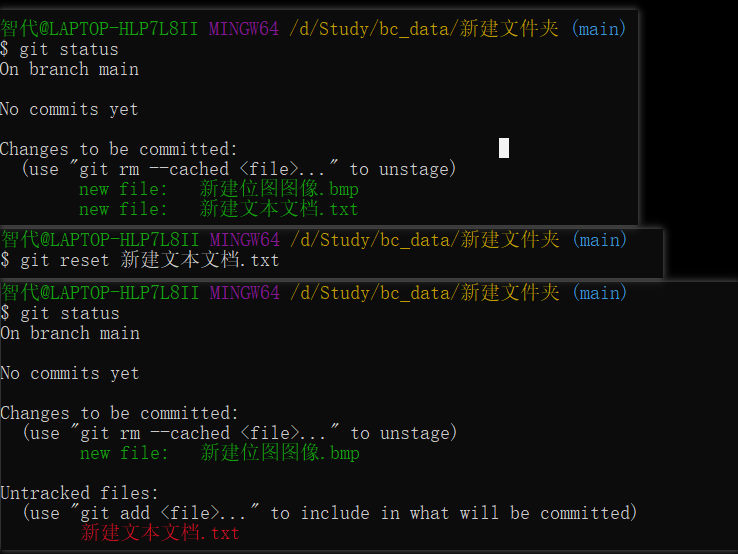 智代@LAPTOP-HLP7L8II MINGW64 /d/Study/bc_data/新建文件夹 (main)
$ git status
On branch main
No commits yet
Changes to be committed:
(use "git rm --cached <file>..." to unstage)
new file: 新建位图图像.bmp
new file: 新建文本文档.txt
智代@LAPTOP-HLP7L8II MINGW64 /d/Study/bc_data/新建文件夹 (main)
$ git reset 新建文本文档.txt
智代@LAPTOP-HLP7L8II MINGW64 /d/Study/bc_data/新建文件夹 (main)
$ git status
On branch main
No commits yet
Changes to be committed:
(use "git rm --cached <file>..." to unstage)
new file: 新建位图图像.bmp
Untracked files:
(use "git add <file>..." to include in what will be committed)
新建文本文档.txt